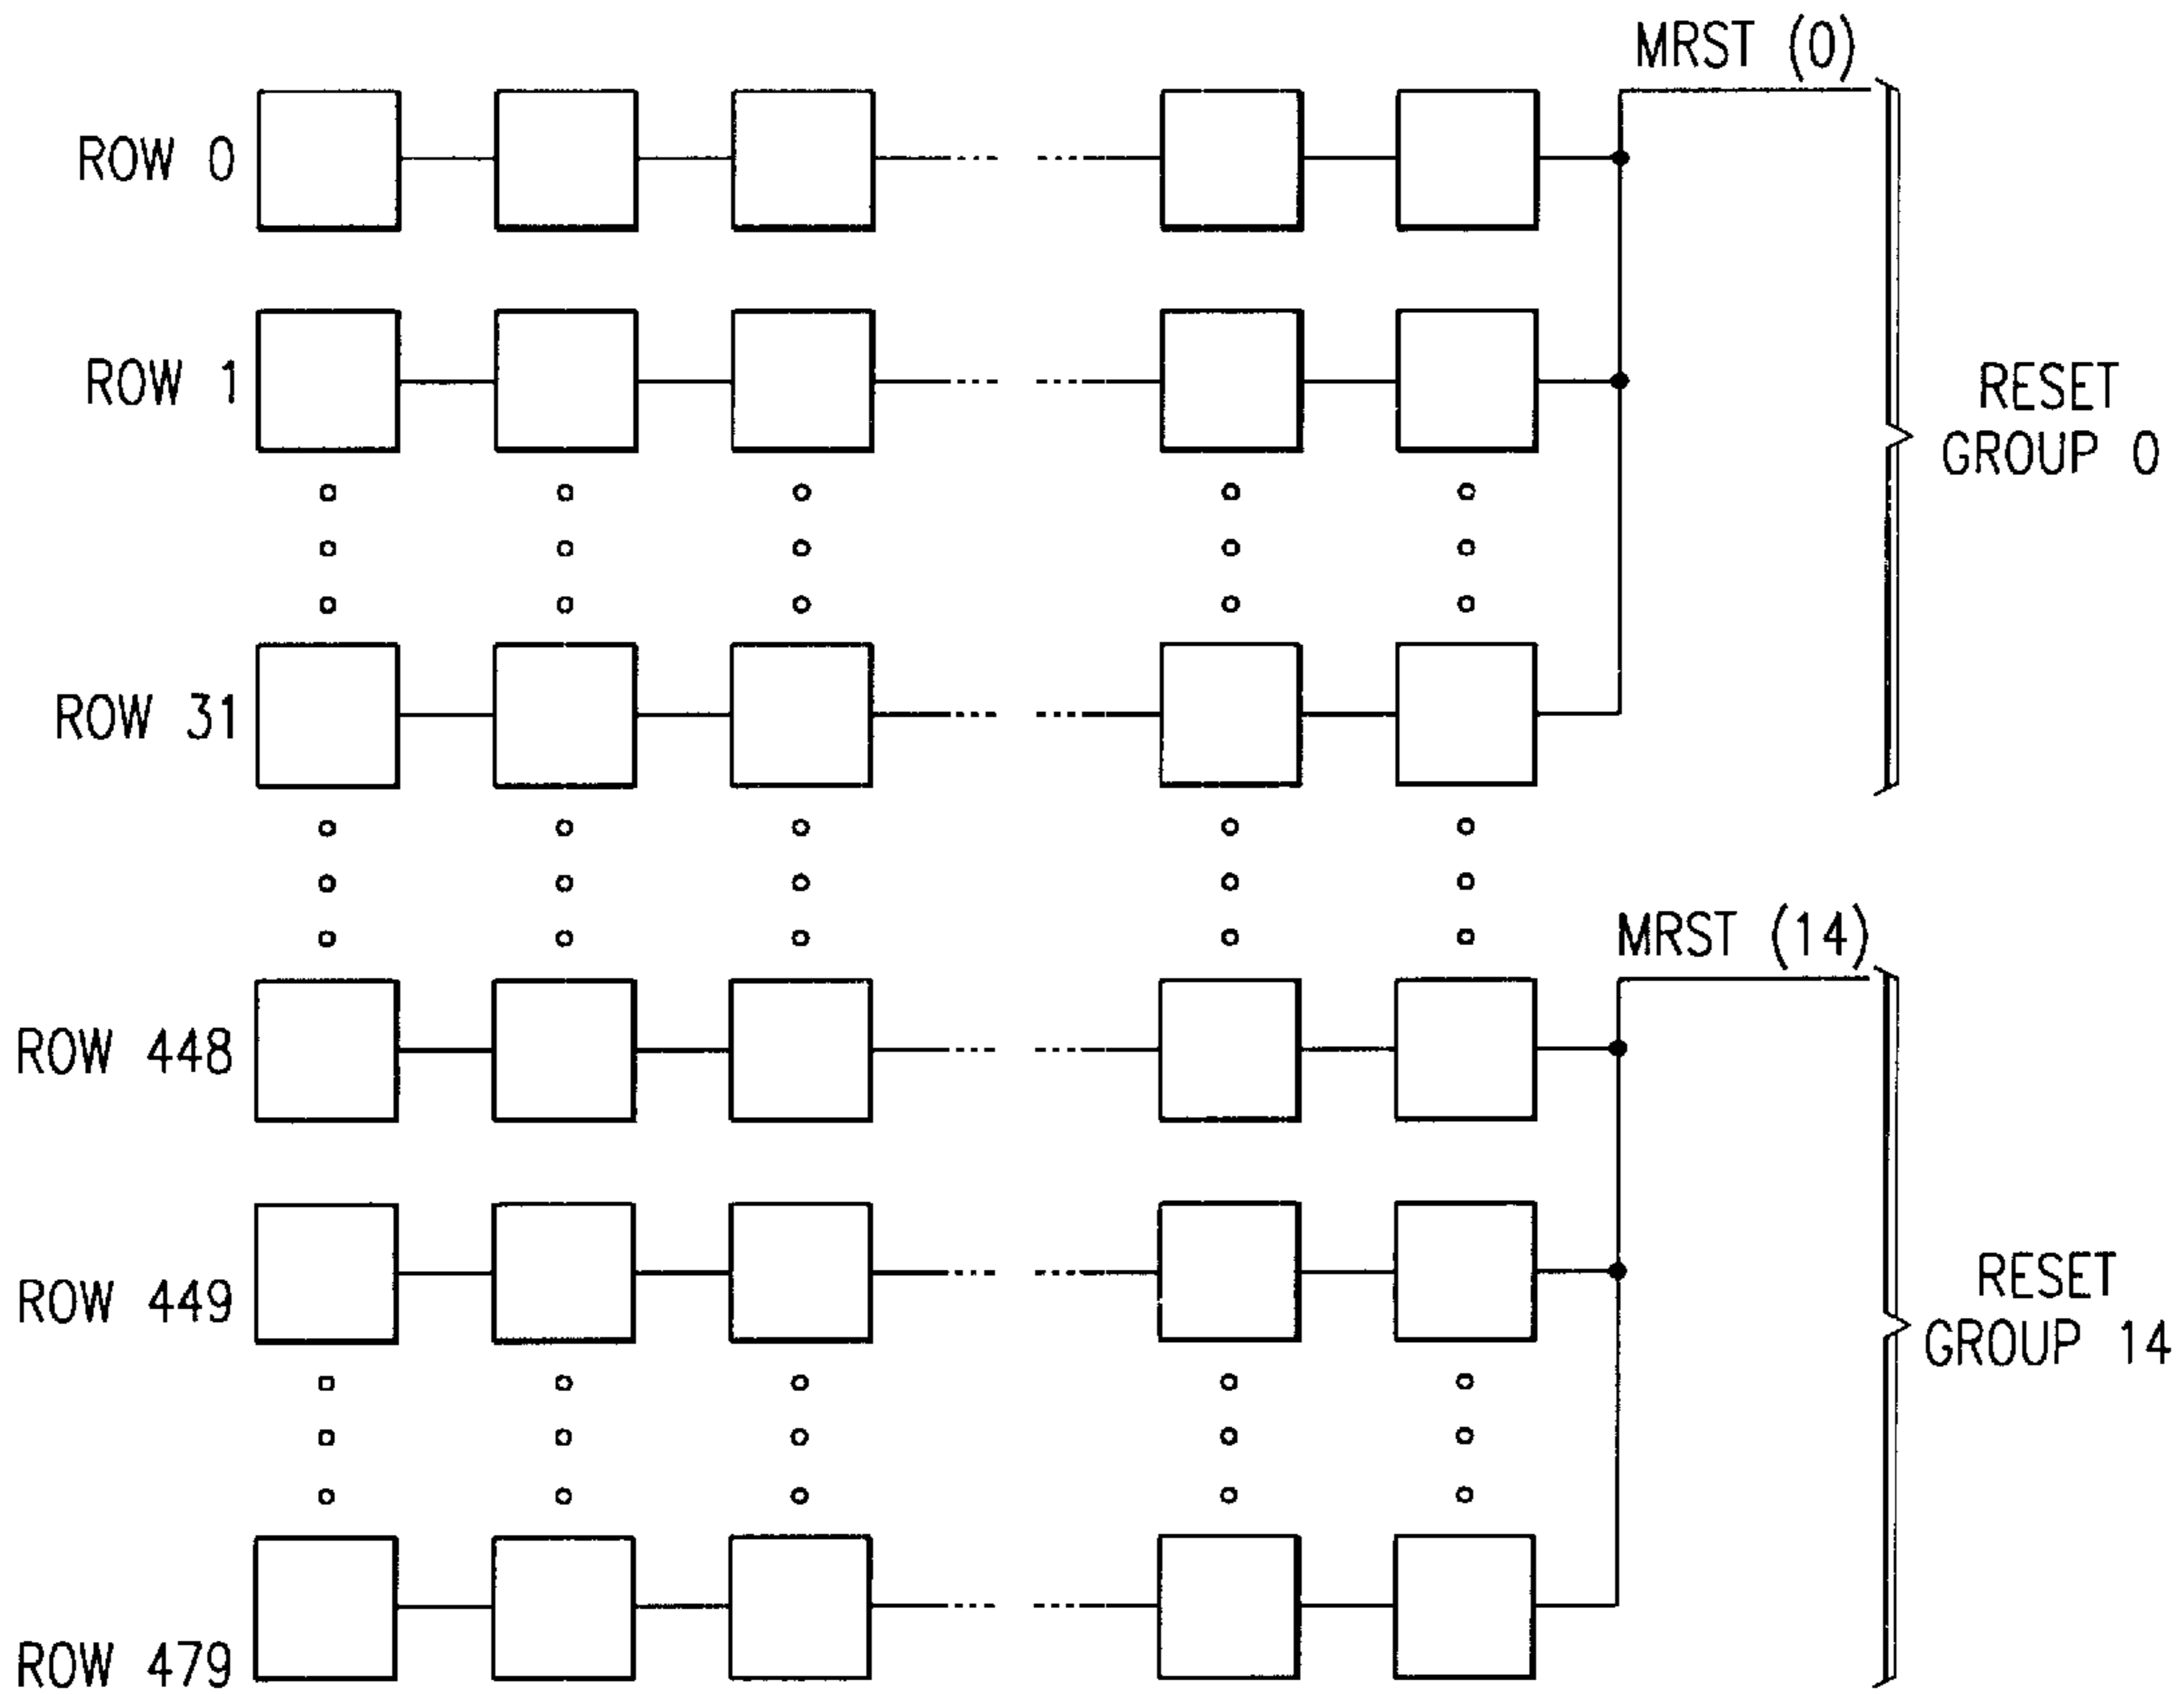 MRST (0)
ROW 0
ROW 1
RESET
GROUP 0
ROW 31
MRST (14)
ROW 448
ROW 449
RESET
GROUP 14
ROW 479